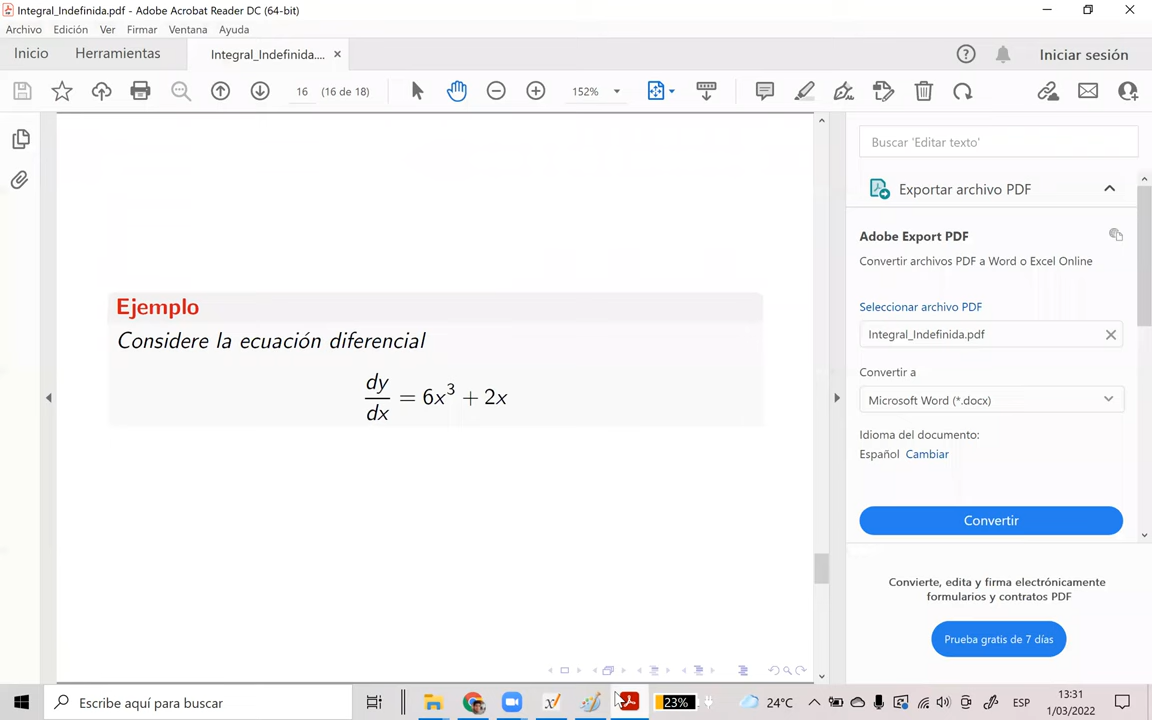 Integral_Indefinida.pdf - Adobe Acrobat Reader DC (64-bit)
Archivo Edición Ver Firmar Ventana Ayuda
Inicio Herramientas Integral_Indefinida.... × Iniciar sesión
16 (16 de 18) 152%
Buscar 'Editar texto'
Exportar archivo PDF
Adobe Export PDF
Convertir archivos PDF a Word o Excel Online
Seleccionar archivo PDF
Integral_Indefinida.pdf
Convertir a
Microsoft Word (*.docx)
Idioma del documento:
Español Cambiar
Convertir
Convierte, edita y firma electrónicamente
formularios y contratos PDF
Prueba gratis de 7 días
Ejemplo
Considere la ecuación diferencial
dy/dx = 6x³ + 2x
Escribe aquí para buscar
23% 24°C ESP 13:31
1/03/2022